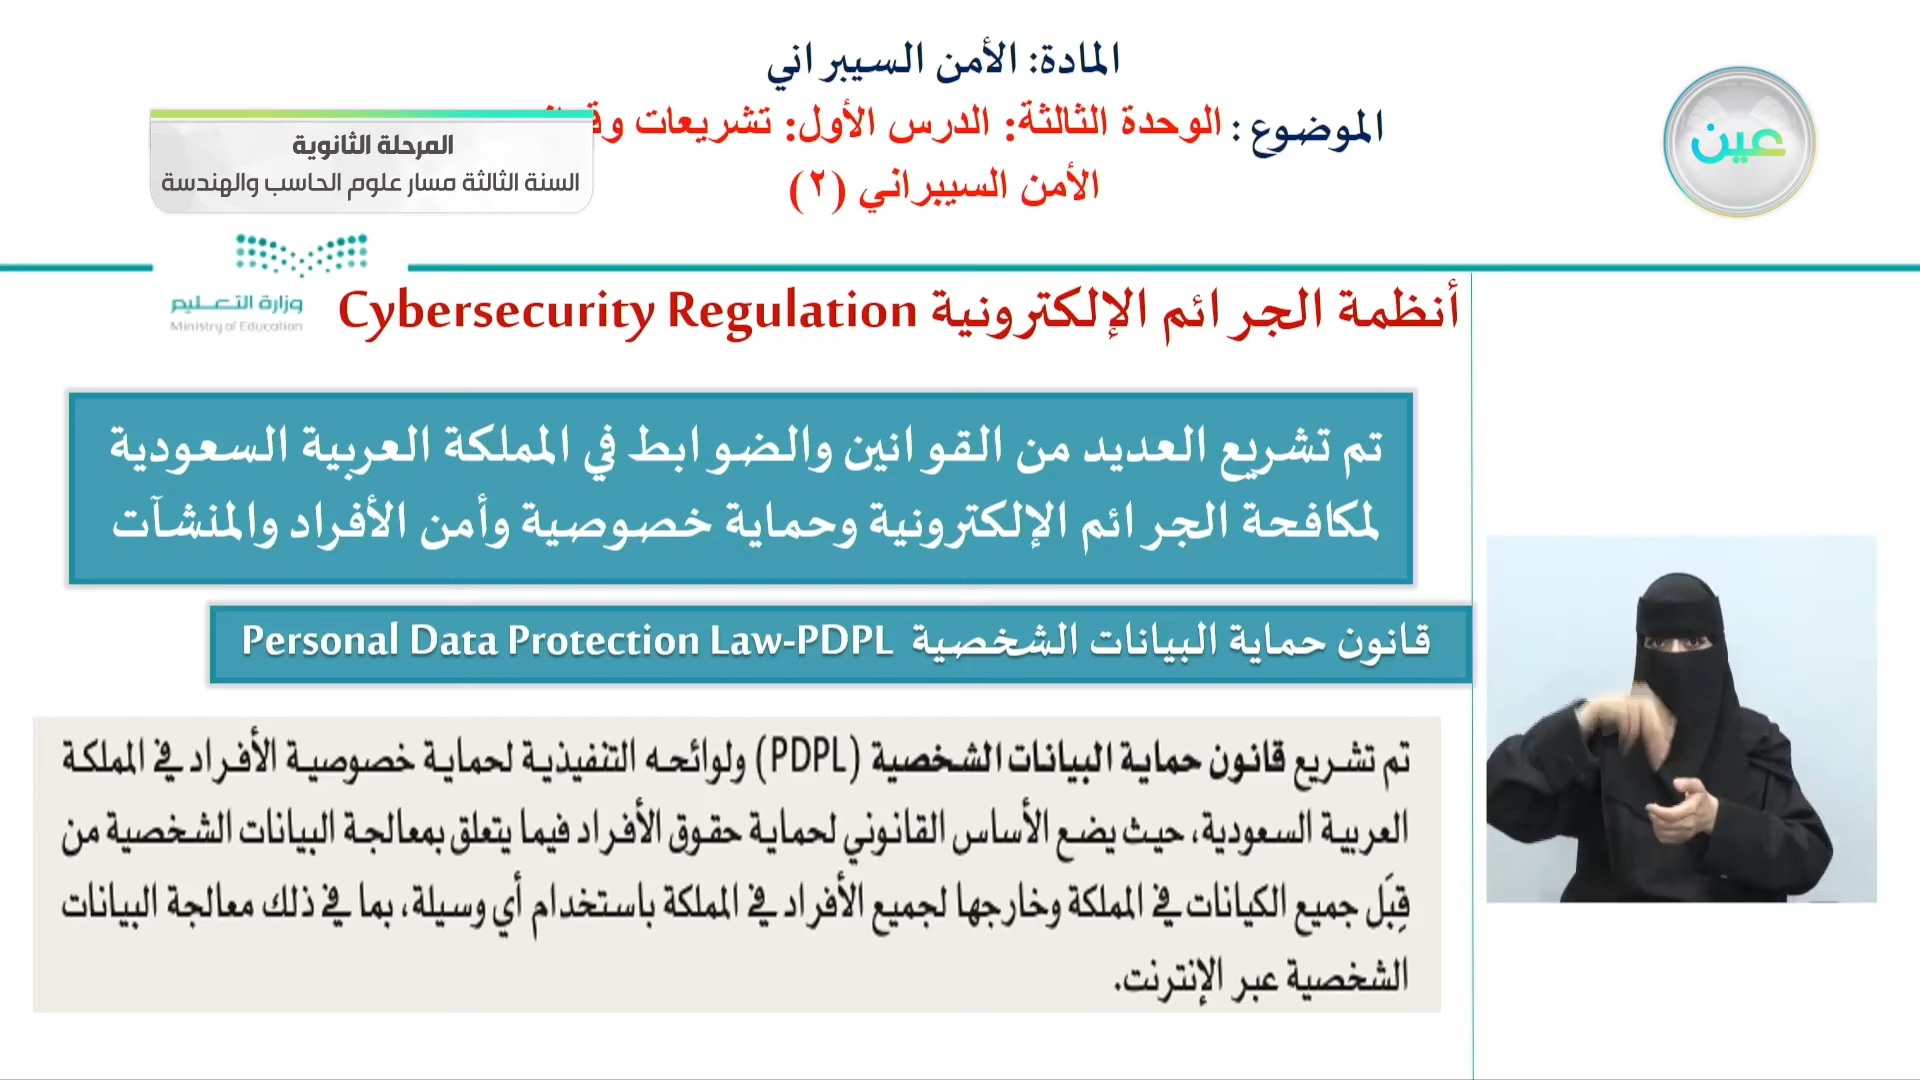 المادة: الأمن السيبراني
الموضوع: الوحدة الثالثة: الدرس الأول: تشريعات
الأمن السيبراني (٢)
المرحلة الثانوية
السنة الثالثة مسار علوم الحاسب والهندسة
عين
وزارة التعليم
Ministry of Education
أنظمة الجرائم الإلكترونية Cybersecurity Regulation
تم تشريع العديد من القوانين والضوابط في المملكة العربية السعودية
لمكافحة الجرائم الإلكترونية وحماية خصوصية وأمن الأفراد والمنشآت
قانون حماية البيانات الشخصية Personal Data Protection Law-PDPL
تم تشريع قانون حماية البيانات الشخصية (PDPL) ولوائحه التنفيذية لحماية خصوصية الأفراد في المملكة
العربية السعودية، حيث يضع الأساس القانوني لحماية حقوق الأفراد فيما يتعلق بمعالجة البيانات الشخصية من
قِبَل جميع الكيانات في المملكة وخارجها لجميع الأفراد في المملكة باستخدام أي وسيلة، بما في ذلك معالجة البيانات
الشخصية عبر الإنترنت.